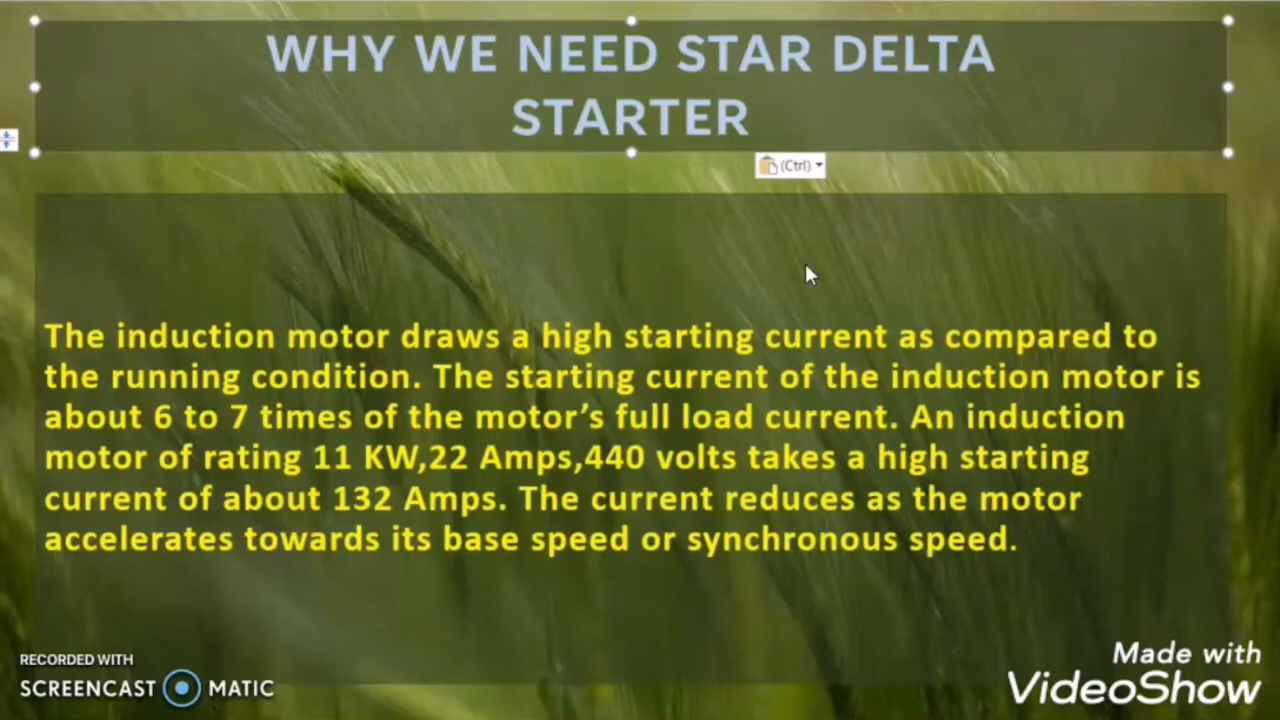 WHY WE NEED STAR DELTA
STARTER
(Ctrl)
The induction motor draws a high starting current as compared to
the running condition. The starting current of the induction motor is
about 6 to 7 times of the motor’s full load current. An induction
motor of rating 11 KW,22 Amps,440 volts takes a high starting
current of about 132 Amps. The current reduces as the motor
accelerates towards its base speed or synchronous speed.
RECORDED WITH
SCREENCAST MATIC
Made with
VideoShow